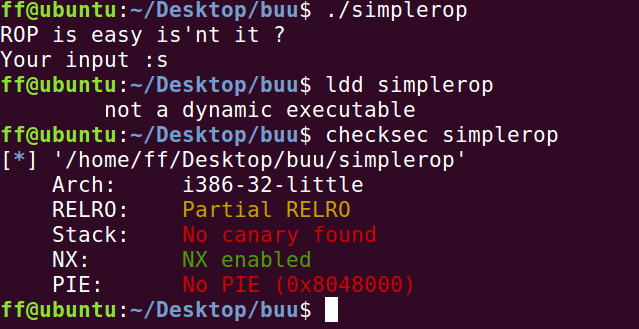 ff@ubuntu:~/Desktop/buu$ ./simplerop
ROP is easy is'nt it ?
Your input :s
ff@ubuntu:~/Desktop/buu$ ldd simplerop
        not a dynamic executable
ff@ubuntu:~/Desktop/buu$ checksec simplerop
[*] '/home/ff/Desktop/buu/simplerop'
    Arch:     i386-32-little
    RELRO:    Partial RELRO
    Stack:    No canary found
    NX:       NX enabled
    PIE:      No PIE (0x8048000)
ff@ubuntu:~/Desktop/buu$